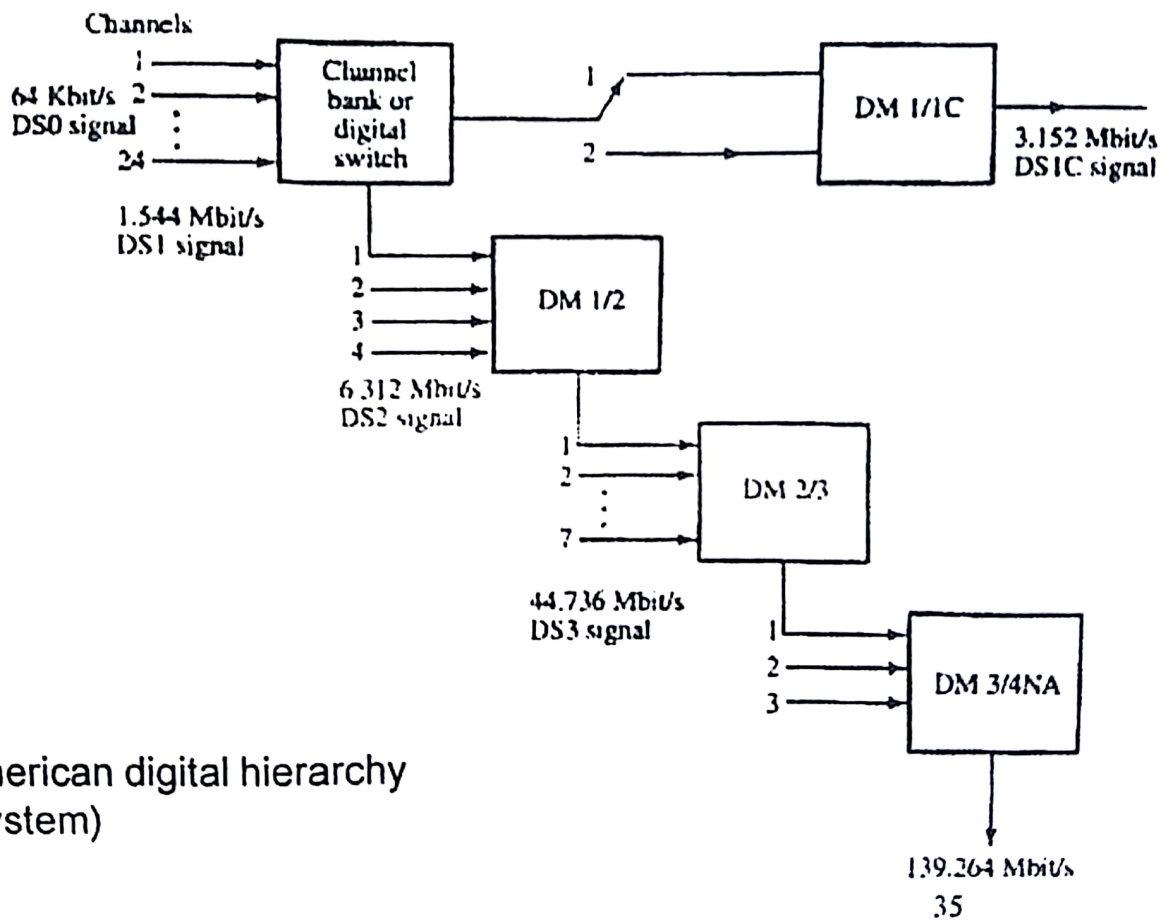 Channels
1
64 Kbit/s 2
DS0 signal
24
Channel
bank or
digital
switch
1
2
DM 1/1C
3.152 Mbit/s
DS1C signal
1.544 Mbit/s
DS1 signal
1
2
3
4
DM 1/2
6.312 Mbit/s
DS2 signal
1
2
7
DM 2/3
44.736 Mbit/s
DS3 signal
1
2
3
DM 3/4NA
erican digital hierarchy
ystem)
139.264 Mbit/s
35